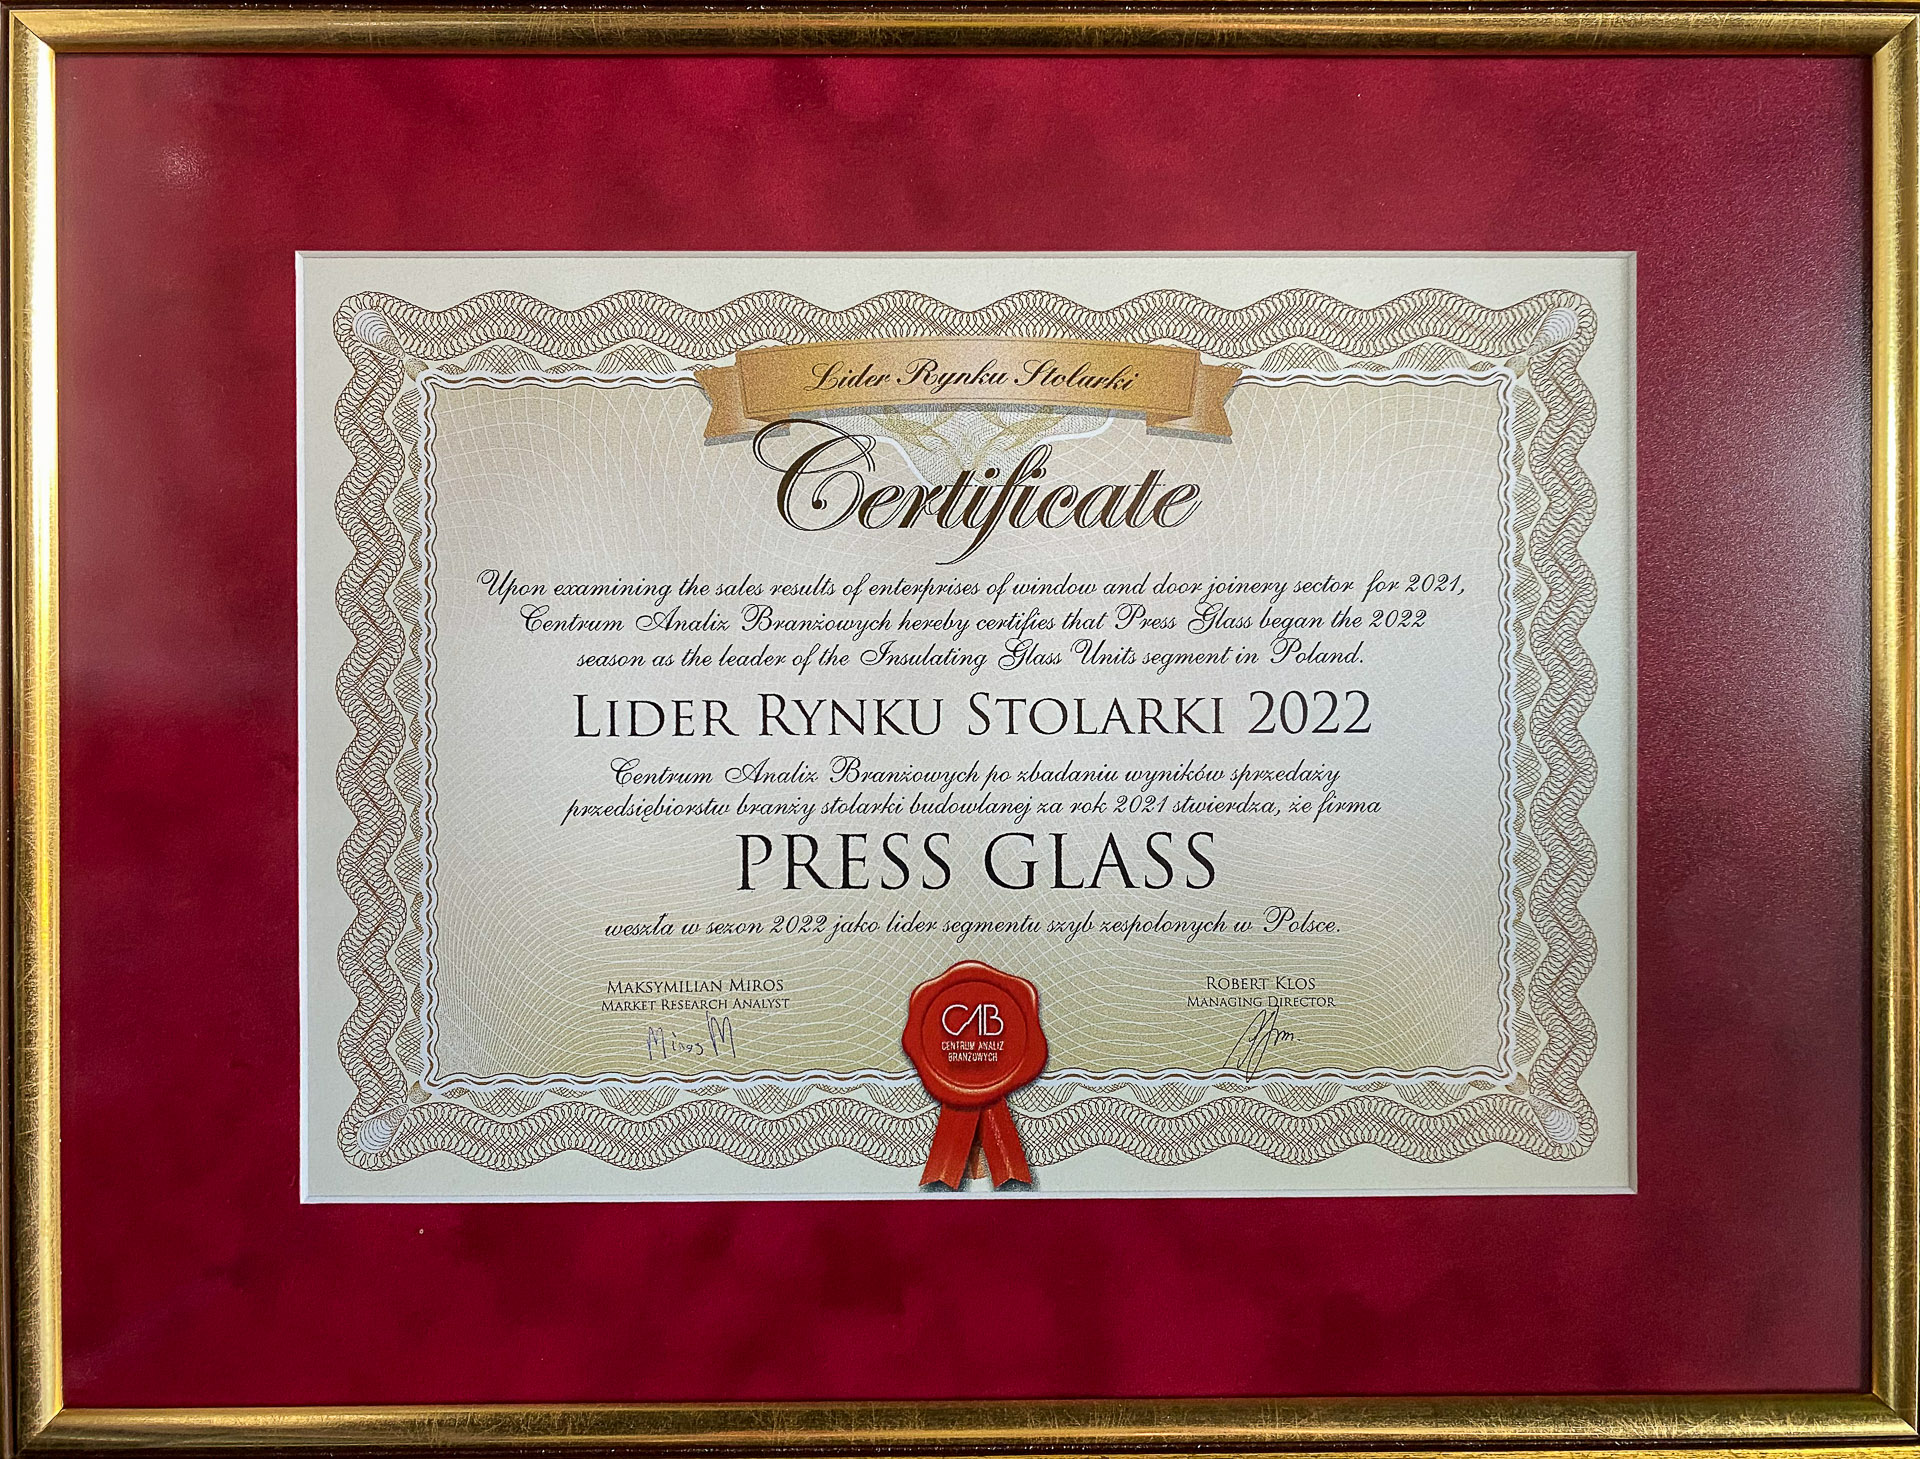 Lider Rynku Stolarki
Certificate
Upon examining the sales results of enterprises of window and door joinery sector for 2021,
Centrum Analiz Branżowych hereby certifies that Press Glass began the 2022
season as the leader of the Insulating Glass Units segment in Poland.
LIDER RYNKU STOLARKI 2022
Centrum Analiz Branżowych po zbadaniu wyników sprzedaży
przedsiębiorstw branży stolarki budowlanej za rok 2021 stwierdza, że firma
PRESS GLASS
weszła w sezon 2022 jako lider segmentu szyb zespolonych w Polsce.
MAKSYMILIAN MIROS
MARKET RESEARCH ANALYST
Miros M
ROBERT KLOS
MANAGING DIRECTOR
CAB
CENTRUM ANALIZ
BRANŻOWYCH